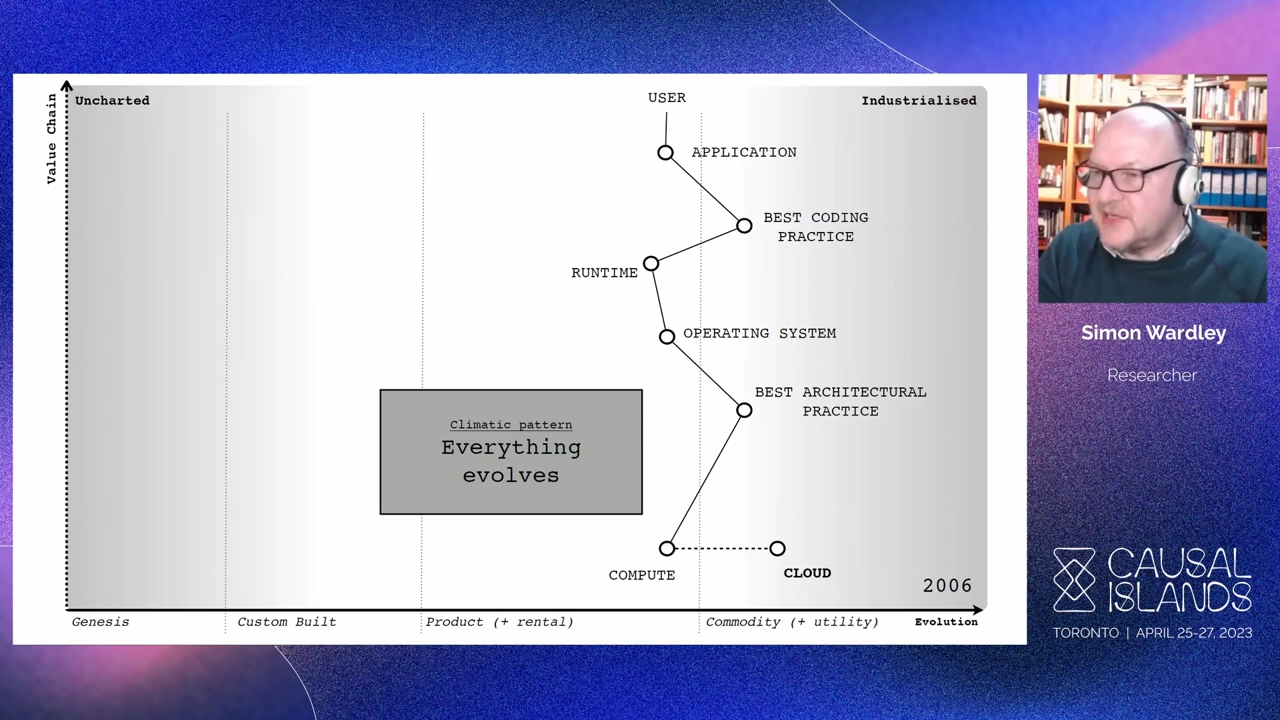 Value Chain
Uncharted
USER
Industrialised
APPLICATION
BEST CODING
PRACTICE
RUNTIME
OPERATING SYSTEM
BEST ARCHITECTURAL
PRACTICE
Climatic pattern
Everything
evolves
COMPUTE
CLOUD
2006
Genesis
Custom Built
Product (+ rental)
Commodity (+ utility)
Evolution
Simon Wardley
Researcher
CAUSAL
ISLANDS
TORONTO | APRIL 25-27, 2023